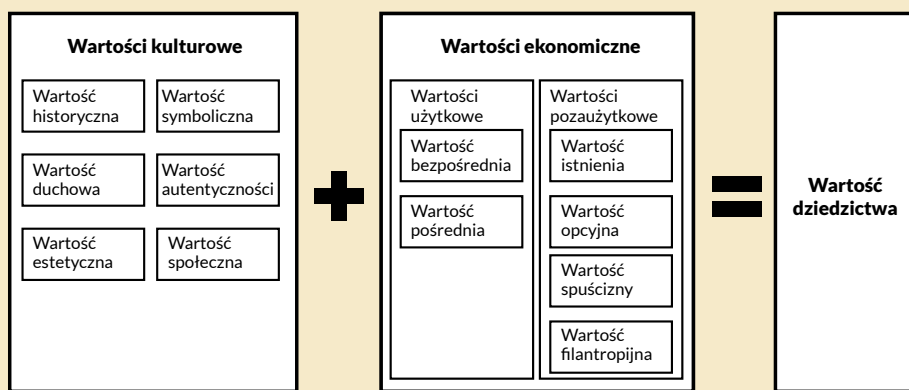 Wartości kulturowe
Wartość
historyczna
Wartość
symboliczna
Wartość
duchowa
Wartość
autentyczności
Wartość
estetyczna
Wartość
społeczna
+
Wartości ekonomiczne
Wartości
użytkowe
Wartość
bezpośrednia
Wartość
pośrednia
Wartości
pozaużytkowe
Wartość
istnienia
Wartość
opcyjna
Wartość
spuścizny
Wartość
filantropijna
=
Wartość
dziedzictwa